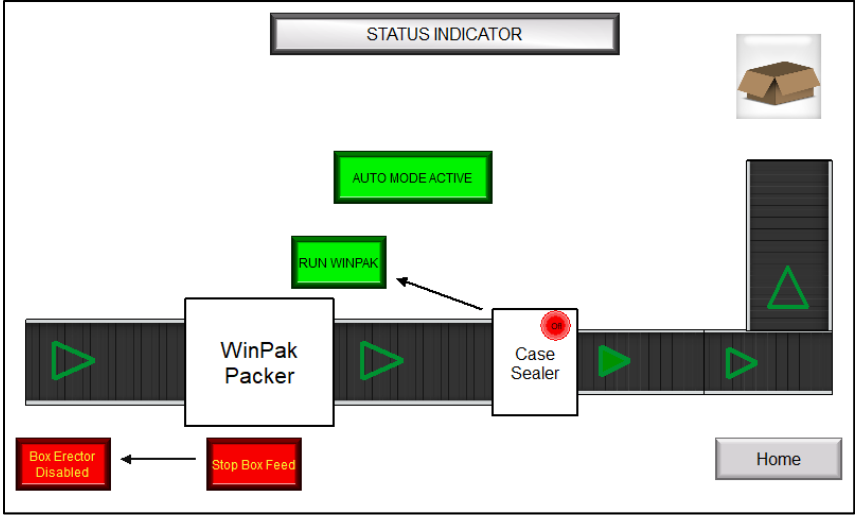 STATUS INDICATOR
AUTO MODE ACTIVE
RUN WINPAK
WinPak
Packer
Case
Sealer
Off
Box Erector
Disabled
Stop Box Feed
Home